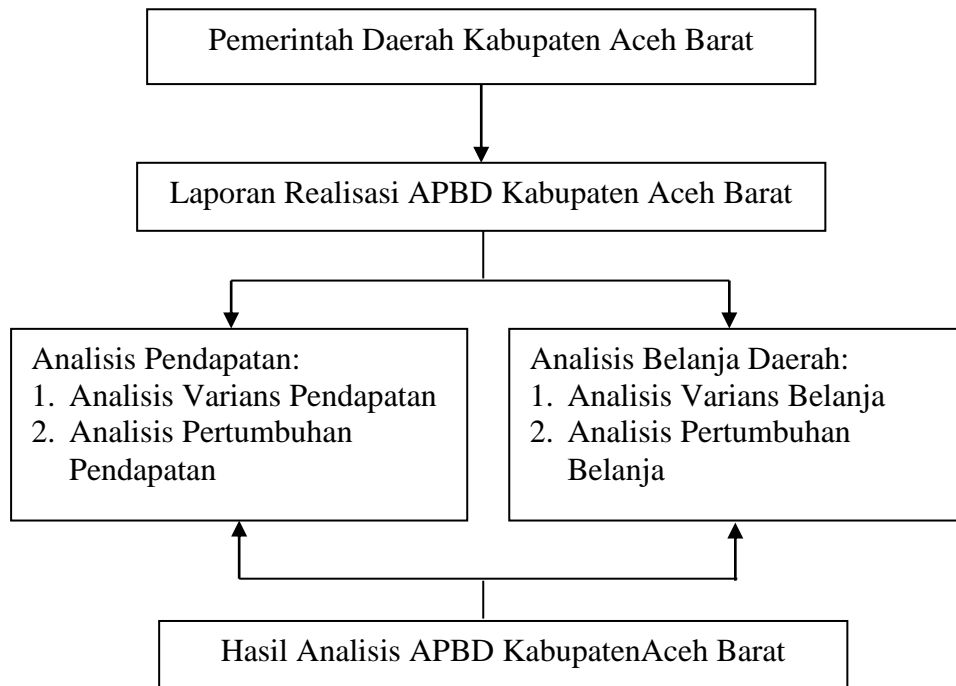 Pemerintah Daerah Kabupaten Aceh Barat
Laporan Realisasi APBD Kabupaten Aceh Barat
Analisis Pendapatan:
1. Analisis Varians Pendapatan
2. Analisis Pertumbuhan
Pendapatan
Analisis Belanja Daerah:
1. Analisis Varians Belanja
2. Analisis Pertumbuhan
Belanja
Hasil Analisis APBD KabupatenAceh Barat